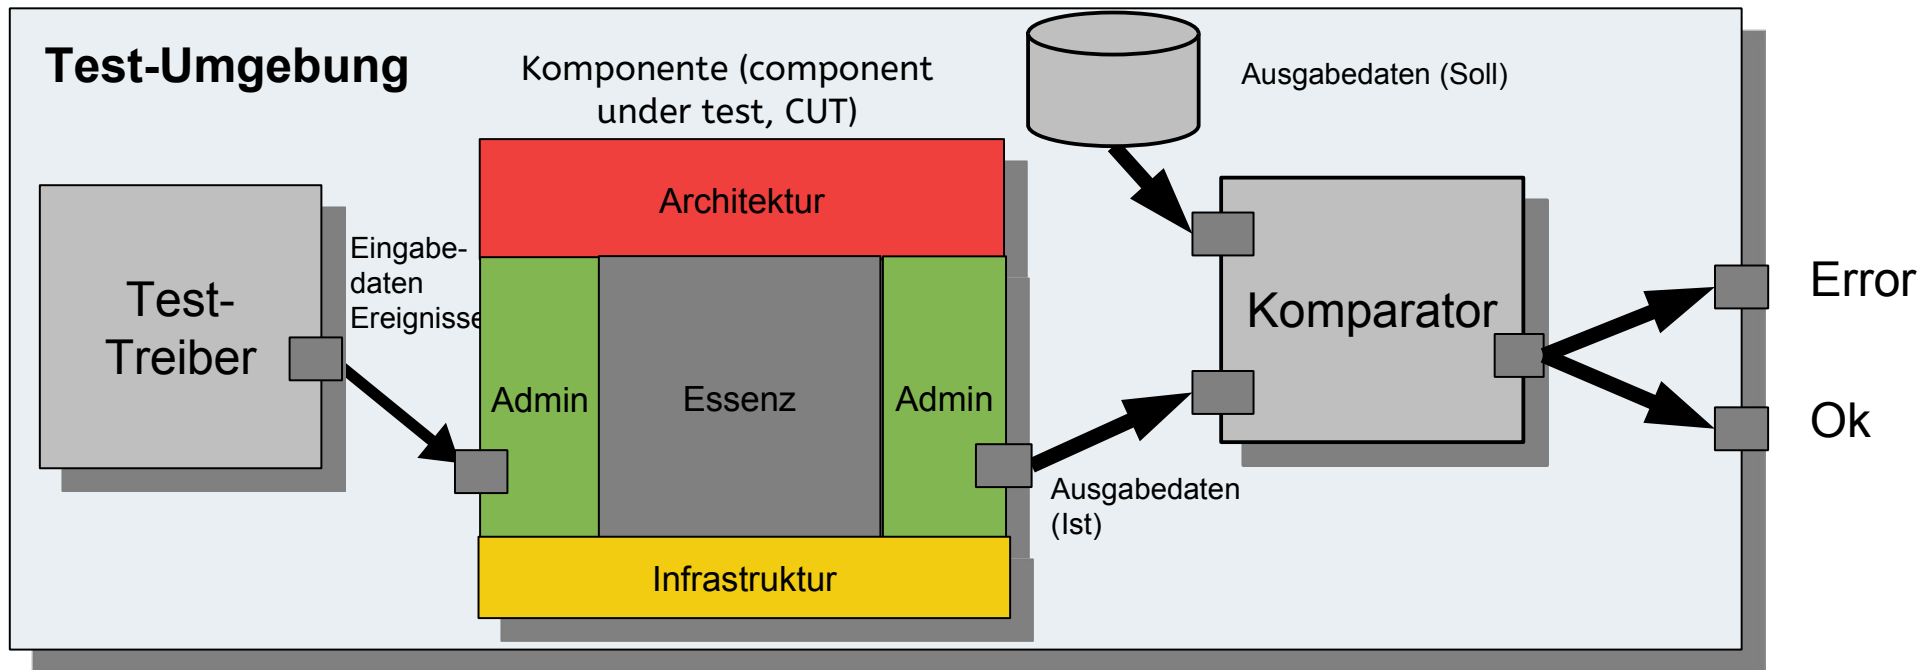 Test-Umgebung
Komponente (component
under test, CUT)
Ausgabedaten (Soll)
Architektur
Eingabe-
daten
Ereignisse
Test-
Treiber
Admin
Essenz
Admin
Infrastruktur
Ausgabedaten
(Ist)
Komparator
Error
Ok